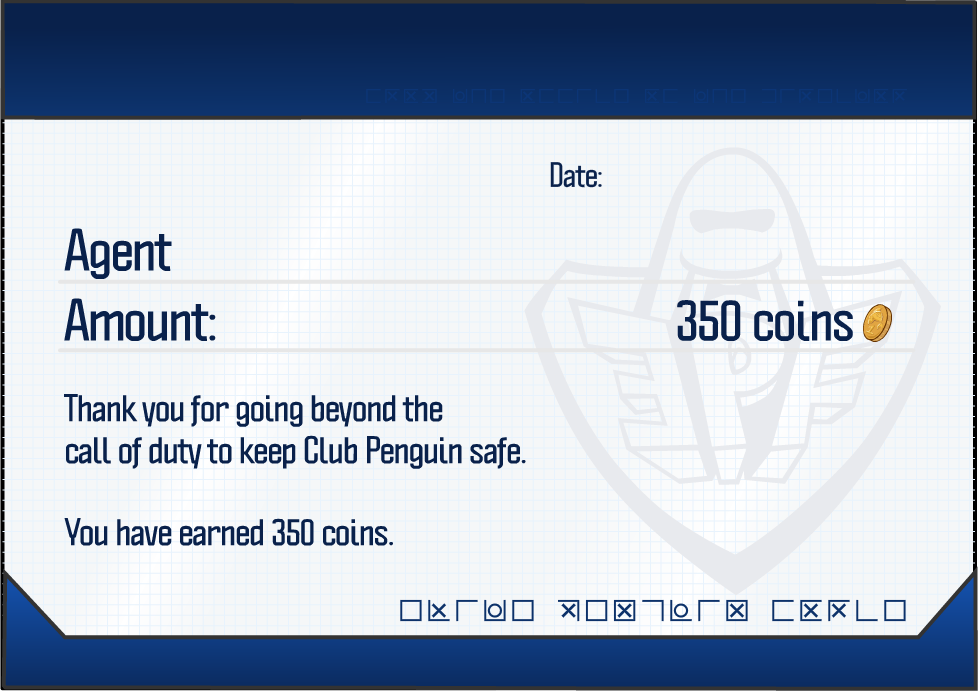 Date:
Agent
Amount: 350 coins
Thank you for going beyond the
call of duty to keep Club Penguin safe.
You have earned 350 coins.